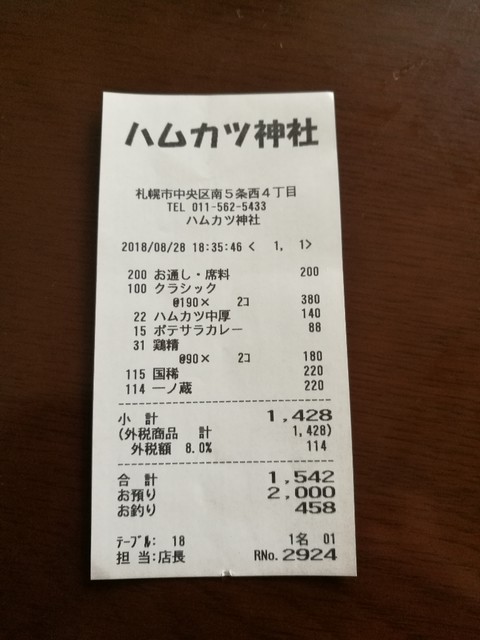 ハムカツ神社
札幌市中央区南5条西4丁目
TEL 011-562-5433
ハムカツ神社
2018/08/28 18:35:46 < 1, 1>
200 お通し・席料 200
100 クラシック
@190× 2コ 380
22 ハムカツ中厚 140
15 ポテサラカレー 88
31 鶏精
@90× 2コ 180
115 国稀 220
114 一ノ蔵 220
小 計 1,428
(外税商品 計 1,428)
外税額 8.0% 114
合 計 1,542
お預り 2,000
お釣り 458
テーブル: 18 1名 01
担 当:店長 RNo.2924